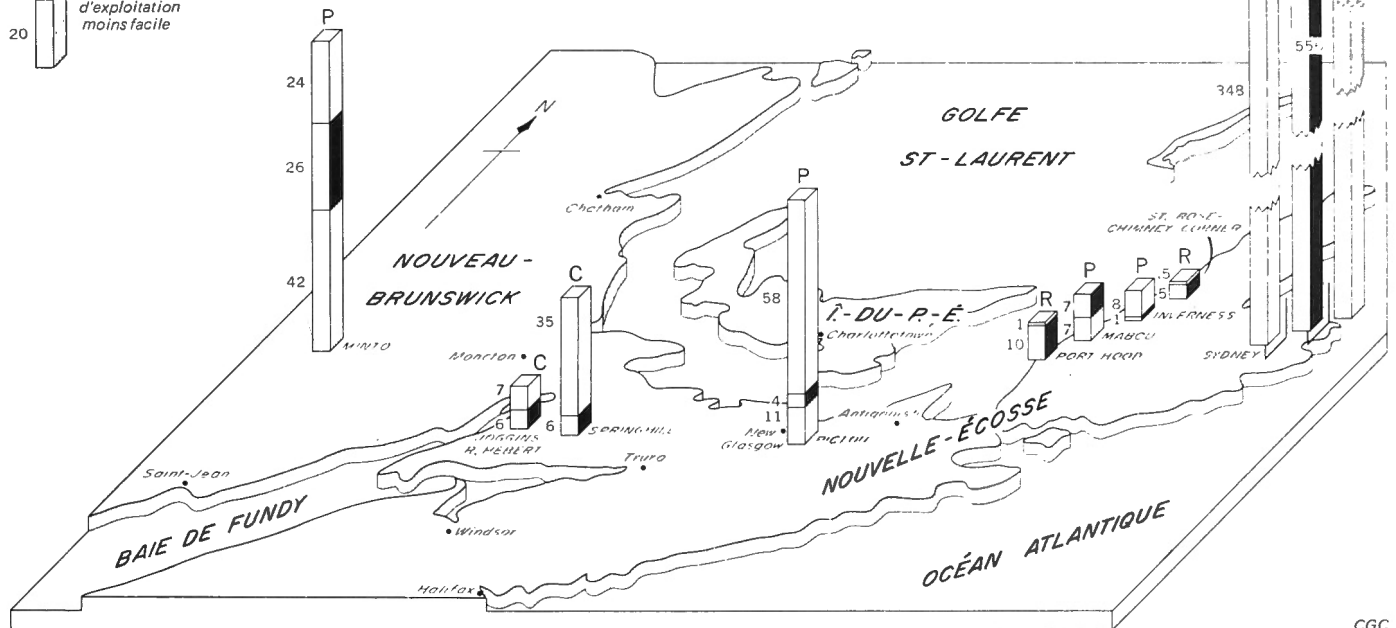 d'exploitation
moins facile
20
P
24
26
42
MINTO
N
GOLFE
ST-LAURENT
348
Chatham
P
58
4
11
New
Glasgow
PICTOU
NOUVEAU-
BRUNSWICK
C
35
6
SPRINGHILL
Moncton
C
7
6
JOGGINS
R. HEBERT
Î.-DU-P.-É.
Charlottetown
ST. ROSE-
CHIMNEY CORNER
R
.5
.5
P
8
1
INVERNESS
P
7
7
MABOU
R
1
10
PORT HOOD
SYDNEY
Antigonish
NOUVELLE-ÉCOSSE
Truro
Saint-Jean
BAIE DE FUNDY
Windsor
Halifax
OCÉAN ATLANTIQUE
CGC